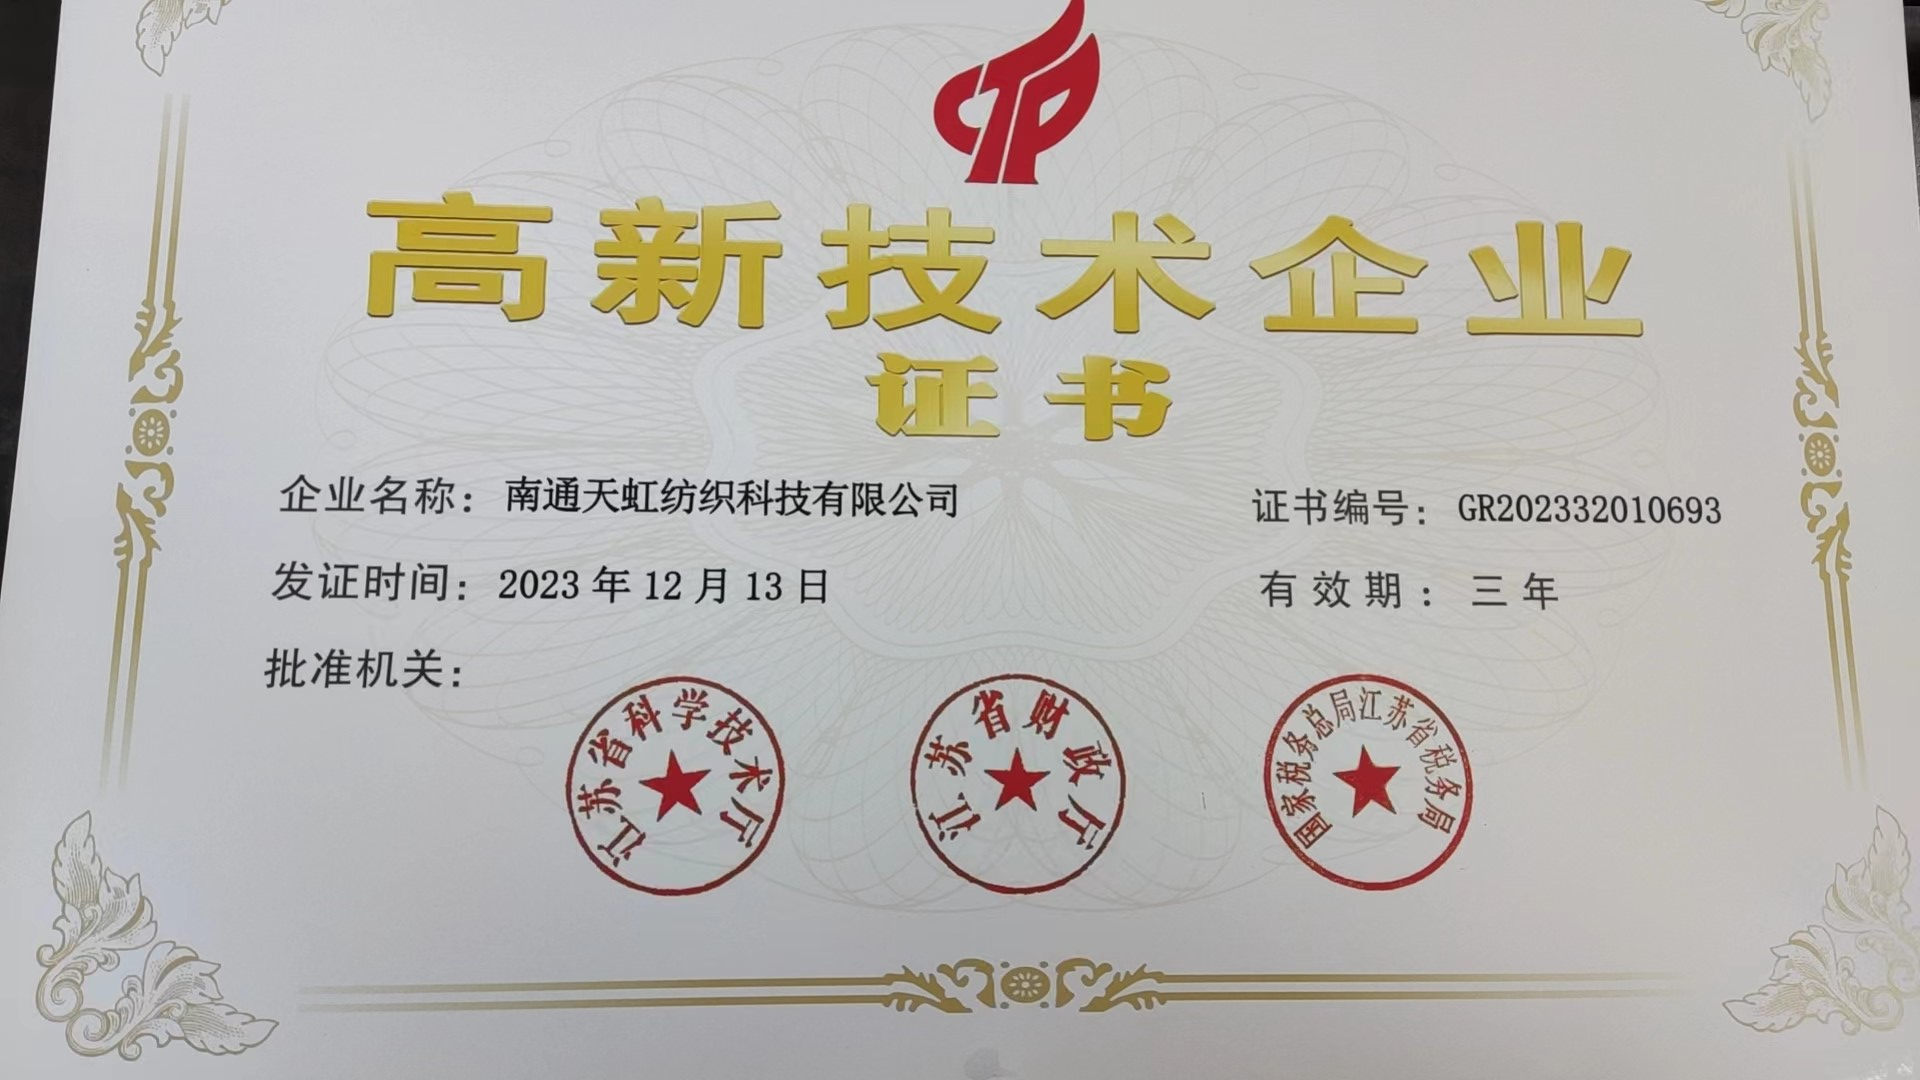 高新技术企业
证书
企业名称：南通天虹纺织科技有限公司
证书编号：GR202332010693
发证时间：2023年12月13日
有效期：三年
批准机关：
江苏省科学技术厅
江苏省财政厅
国家税务总局江苏省税务局